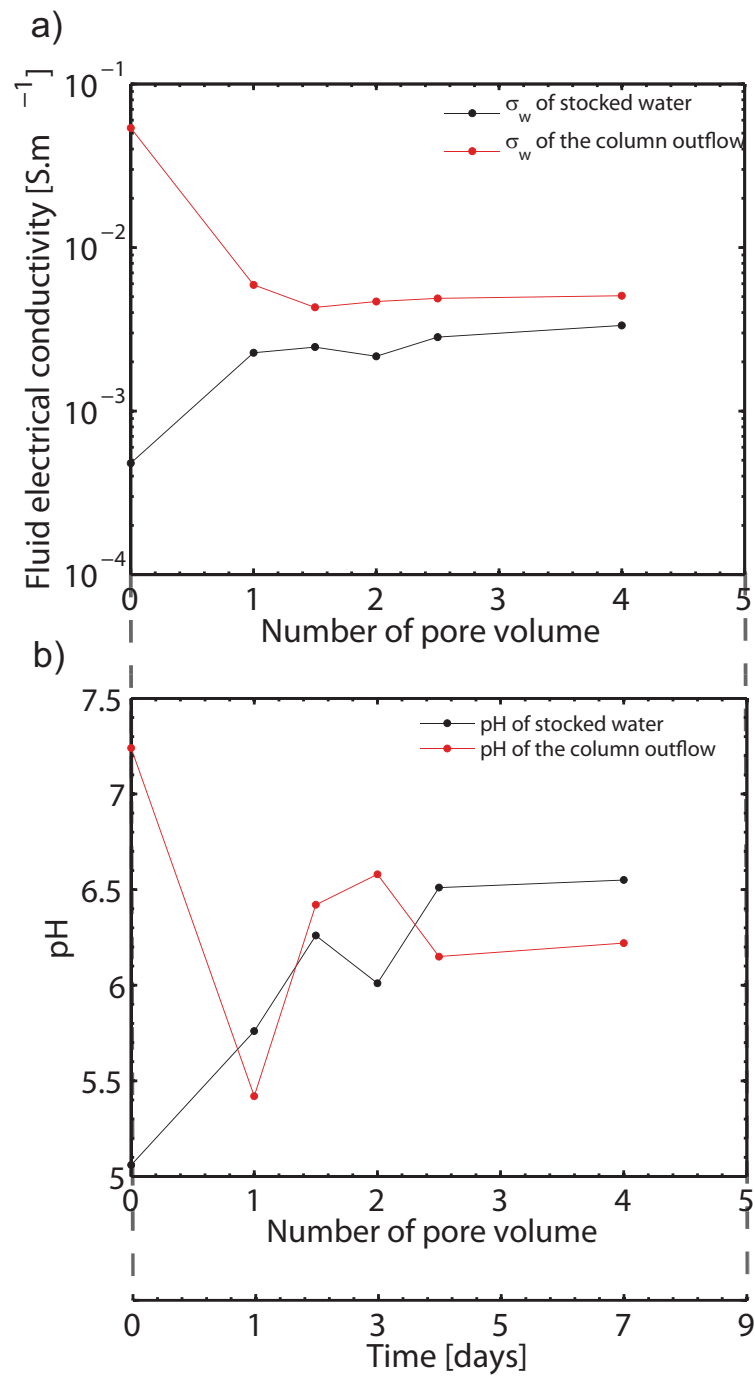 a)
Fluid electrical conductivity [S.m⁻¹]
10⁻¹
10⁻²
10⁻³
10⁻⁴
σ_w of stocked water
σ_w of the column outflow
0 1 2 3 4 5
Number of pore volume
b)
pH
7.5
7
6.5
6
5.5
5
pH of stocked water
pH of the column outflow
0 1 2 3 4 5
Number of pore volume
0 1 3 5 7 9
Time [days]